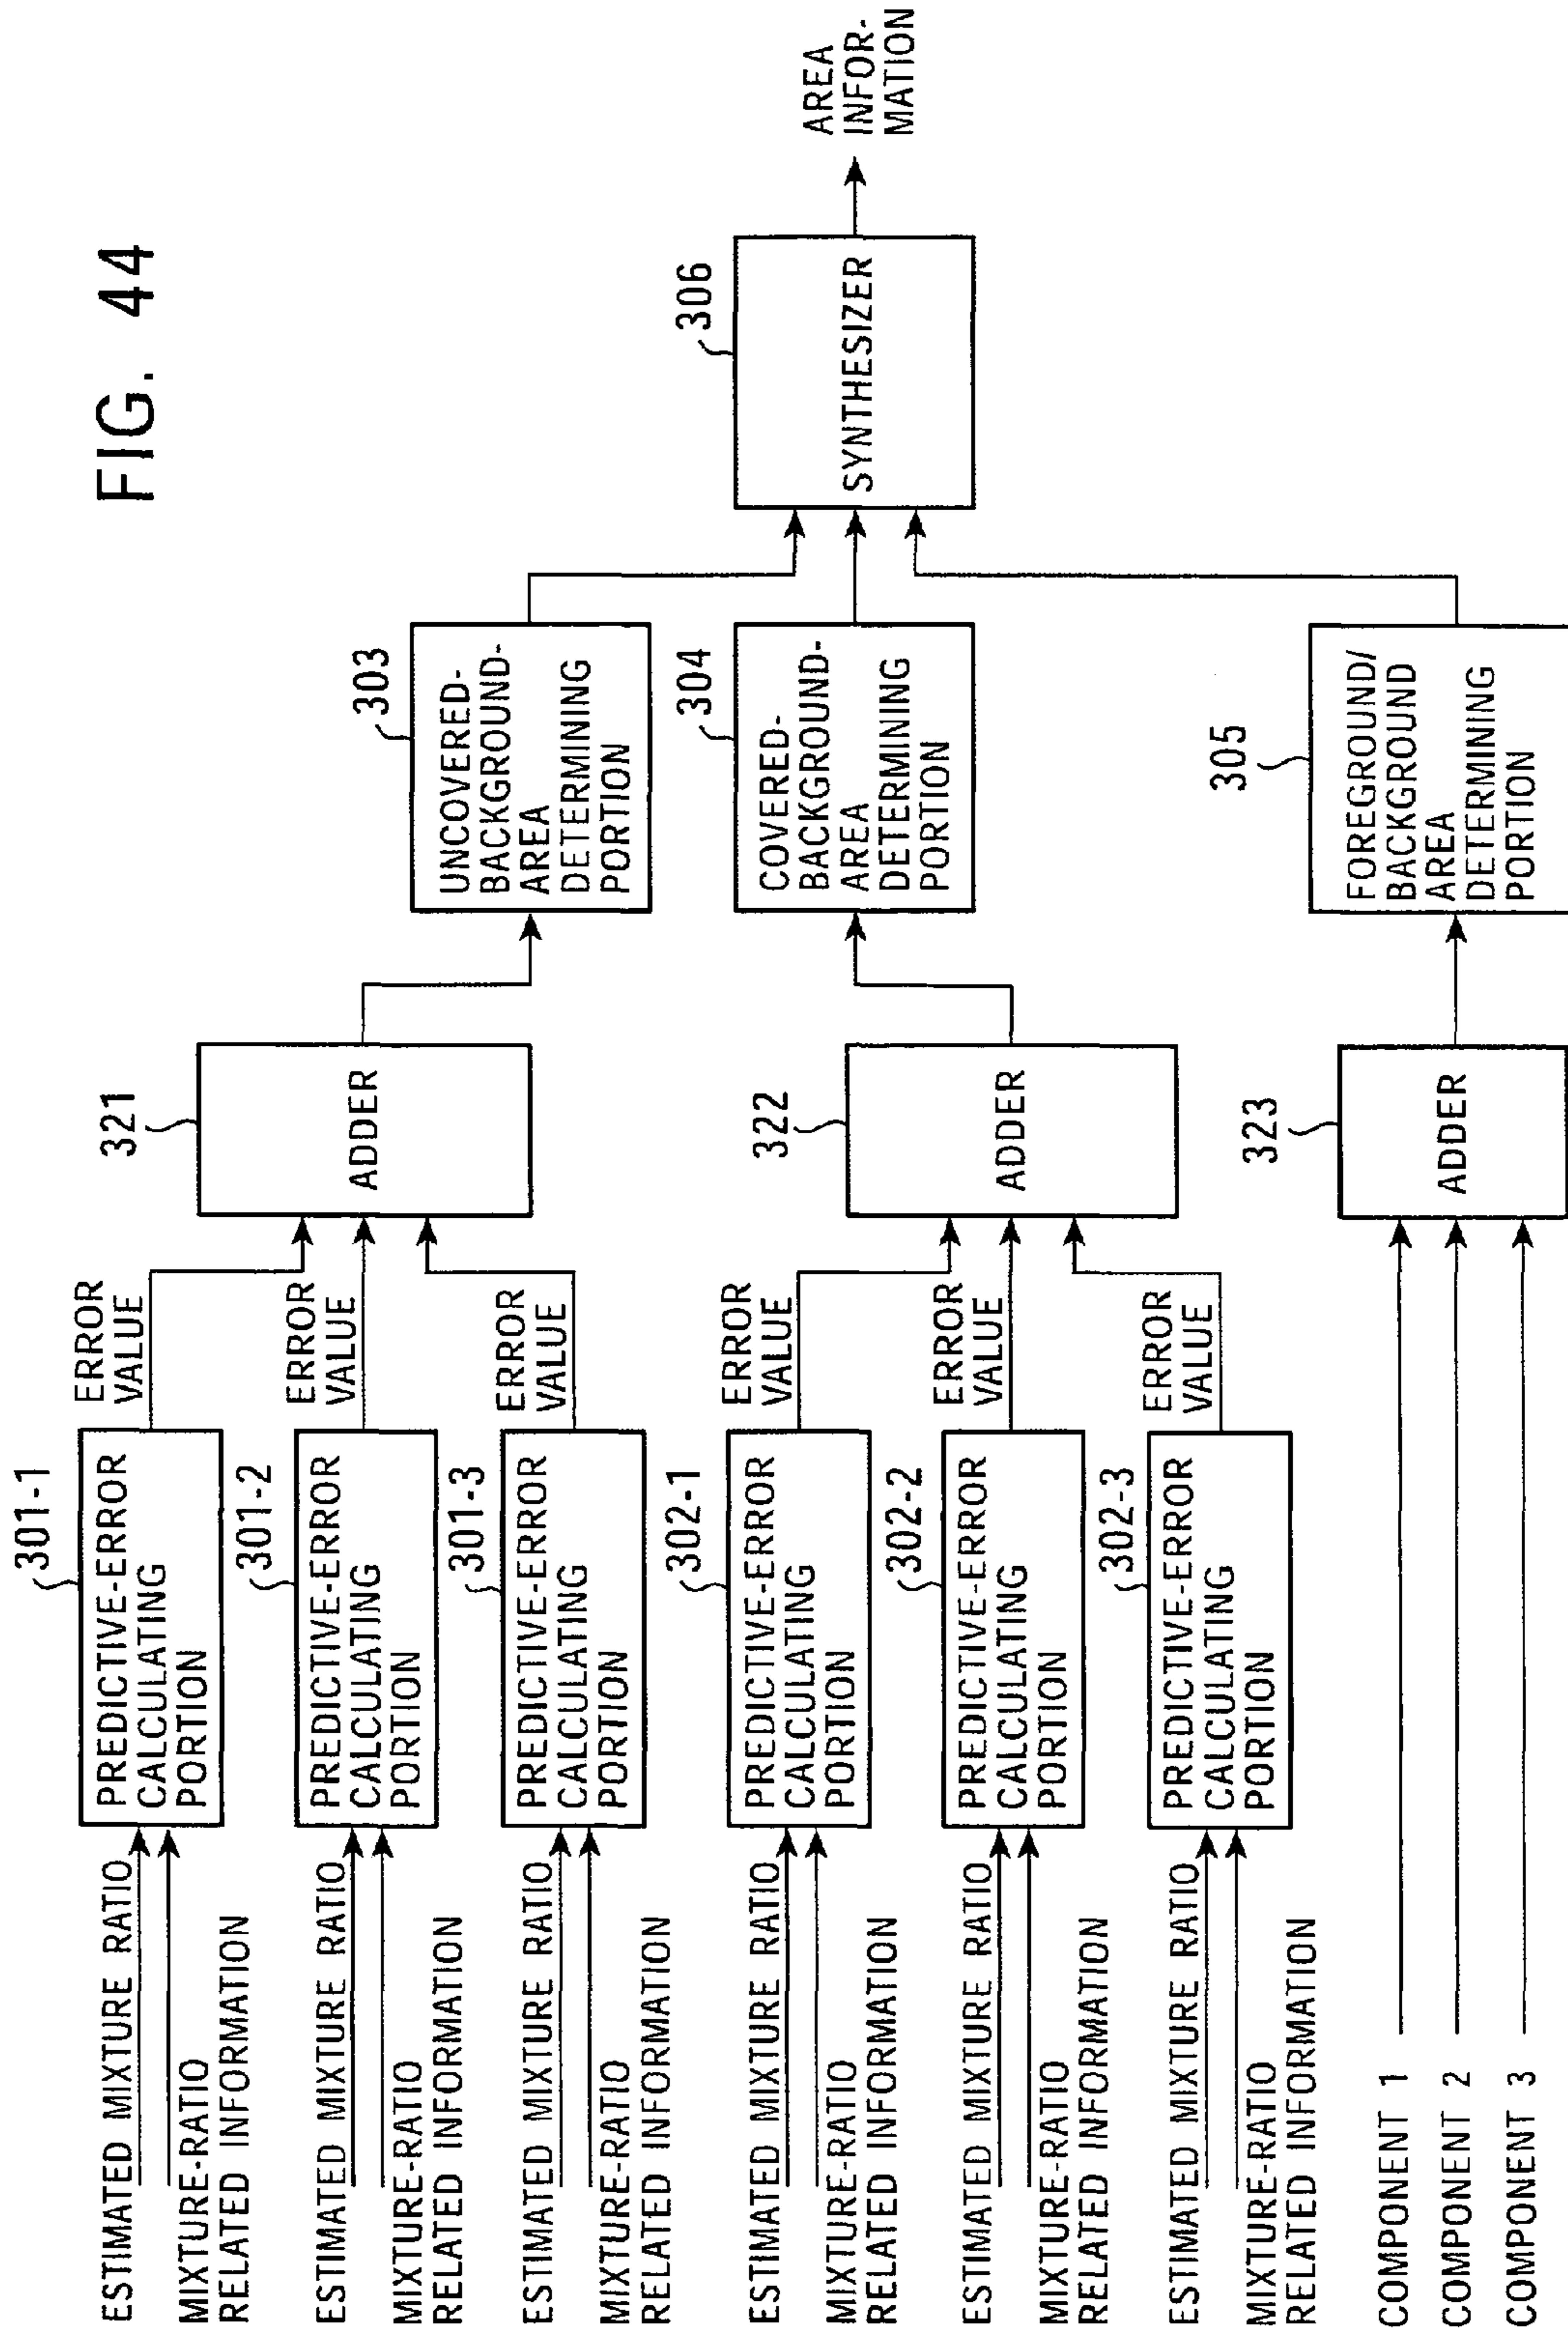 FIG. 44
ESTIMATED MIXTURE RATIO
MIXTURE-RATIO
RELATED INFORMATION
301-1
PREDICTIVE-ERROR
CALCULATING
PORTION
ERROR
VALUE
ESTIMATED MIXTURE RATIO
MIXTURE-RATIO
RELATED INFORMATION
301-2
PREDICTIVE-ERROR
CALCULATING
PORTION
ERROR
VALUE
ESTIMATED MIXTURE RATIO
MIXTURE-RATIO
RELATED INFORMATION
301-3
PREDICTIVE-ERROR
CALCULATING
PORTION
ERROR
VALUE
321
ADDER
303
UNCOVERED-
BACKGROUND-
AREA
DETERMINING
PORTION
ESTIMATED MIXTURE RATIO
MIXTURE-RATIO
RELATED INFORMATION
302-1
PREDICTIVE-ERROR
CALCULATING
PORTION
ERROR
VALUE
ESTIMATED MIXTURE RATIO
MIXTURE-RATIO
RELATED INFORMATION
302-2
PREDICTIVE-ERROR
CALCULATING
PORTION
ERROR
VALUE
ESTIMATED MIXTURE RATIO
MIXTURE-RATIO
RELATED INFORMATION
302-3
PREDICTIVE-ERROR
CALCULATING
PORTION
ERROR
VALUE
322
ADDER
304
COVERED-
BACKGROUND-
AREA
DETERMINING
PORTION
306
SYNTHESIZER
AREA
INFOR-
MATION
COMPONENT 1
COMPONENT 2
COMPONENT 3
323
ADDER
305
FOREGROUND/
BACKGROUND
AREA
DETERMINING
PORTION